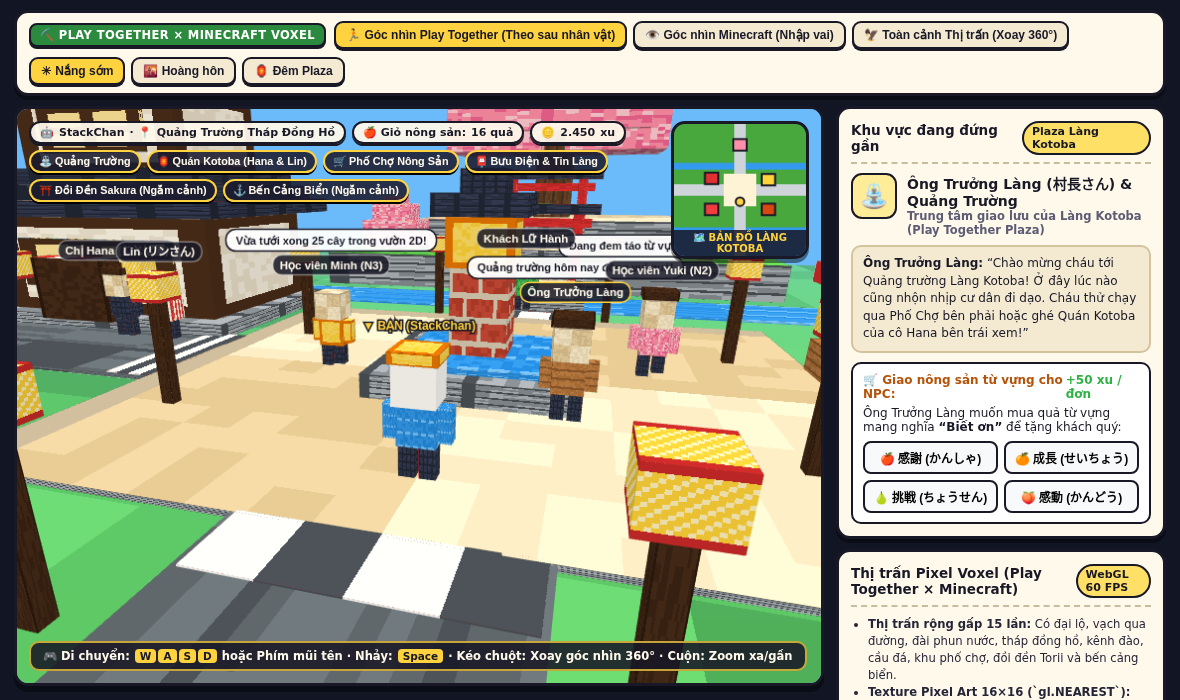 ⛏️ PLAY TOGETHER × MINECRAFT VOXEL
🏃 Góc nhìn Play Together (Theo sau nhân vật)
👁️ Góc nhìn Minecraft (Nhập vai)
🦅 Toàn cảnh Thị trấn (Xoay 360°)
☀ Nắng sớm
🌇 Hoàng hôn
🏮 Đêm Plaza
🤖 StackChan · 📍 Quảng Trường Tháp Đồng Hồ
🍎 Giỏ nông sản: 16 quả
🪙 2.450 xu
⛲ Quảng Trường
🏮 Quán Kotoba (Hana & Lin)
🛒 Phố Chợ Nông Sản
📮 Bưu Điện & Tin Làng
⛩️ Đồi Đền Sakura (Ngắm cảnh)
⚓ Bến Cảng Biển (Ngắm cảnh)
🗺️ BẢN ĐỒ LÀNG
KOTOBA
Chị Hana
Lin (リンさん)
Vừa tưới xong 25 cây trong vườn 2D!
Học viên Minh (N3)
Khách Lữ Hành
Đang đem táo từ vự
Quảng trường hôm nay
Học viên Yuki (N2)
Ông Trưởng Làng
▼ BẠN (StackChan)
🎮 Di chuyển: W A S D hoặc Phím mũi tên · Nhảy: Space · Kéo chuột: Xoay góc nhìn 360° · Cuộn: Zoom xa/gần
Khu vực đang đứng
gần
Plaza Làng
Kotoba
Ông Trưởng Làng (村長さん) &
Quảng Trường
Trung tâm giao lưu của Làng Kotoba
(Play Together Plaza)
Ông Trưởng Làng: “Chào mừng cháu tới
Quảng trường Làng Kotoba! Ở đây lúc nào
cũng nhộn nhịp cư dân đi dạo. Cháu thử chạy
qua Phố Chợ bên phải hoặc ghé Quán Kotoba
của cô Hana bên trái xem!”
🛒 Giao nông sản từ vựng cho
NPC:
+50 xu /
đơn
Ông Trưởng Làng muốn mua quả từ vựng
mang nghĩa “Biết ơn” để tặng khách quý:
🍎 感謝 (かんしゃ)
🍊 成長 (せいちょう)
🍐 挑戦 (ちょうせん)
🍑 感動 (かんどう)
Thị trấn Pixel Voxel (Play
Together × Minecraft)
WebGL
60 FPS
• Thị trấn rộng gấp 15 lần: Có đại lộ, vạch qua
đường, đài phun nước, tháp đồng hồ, kênh đào,
cầu đá, khu phố chợ, đồi đền Torii và bến cảng
biển.
• Texture Pixel Art 16×16 (`gl.NEAREST`):